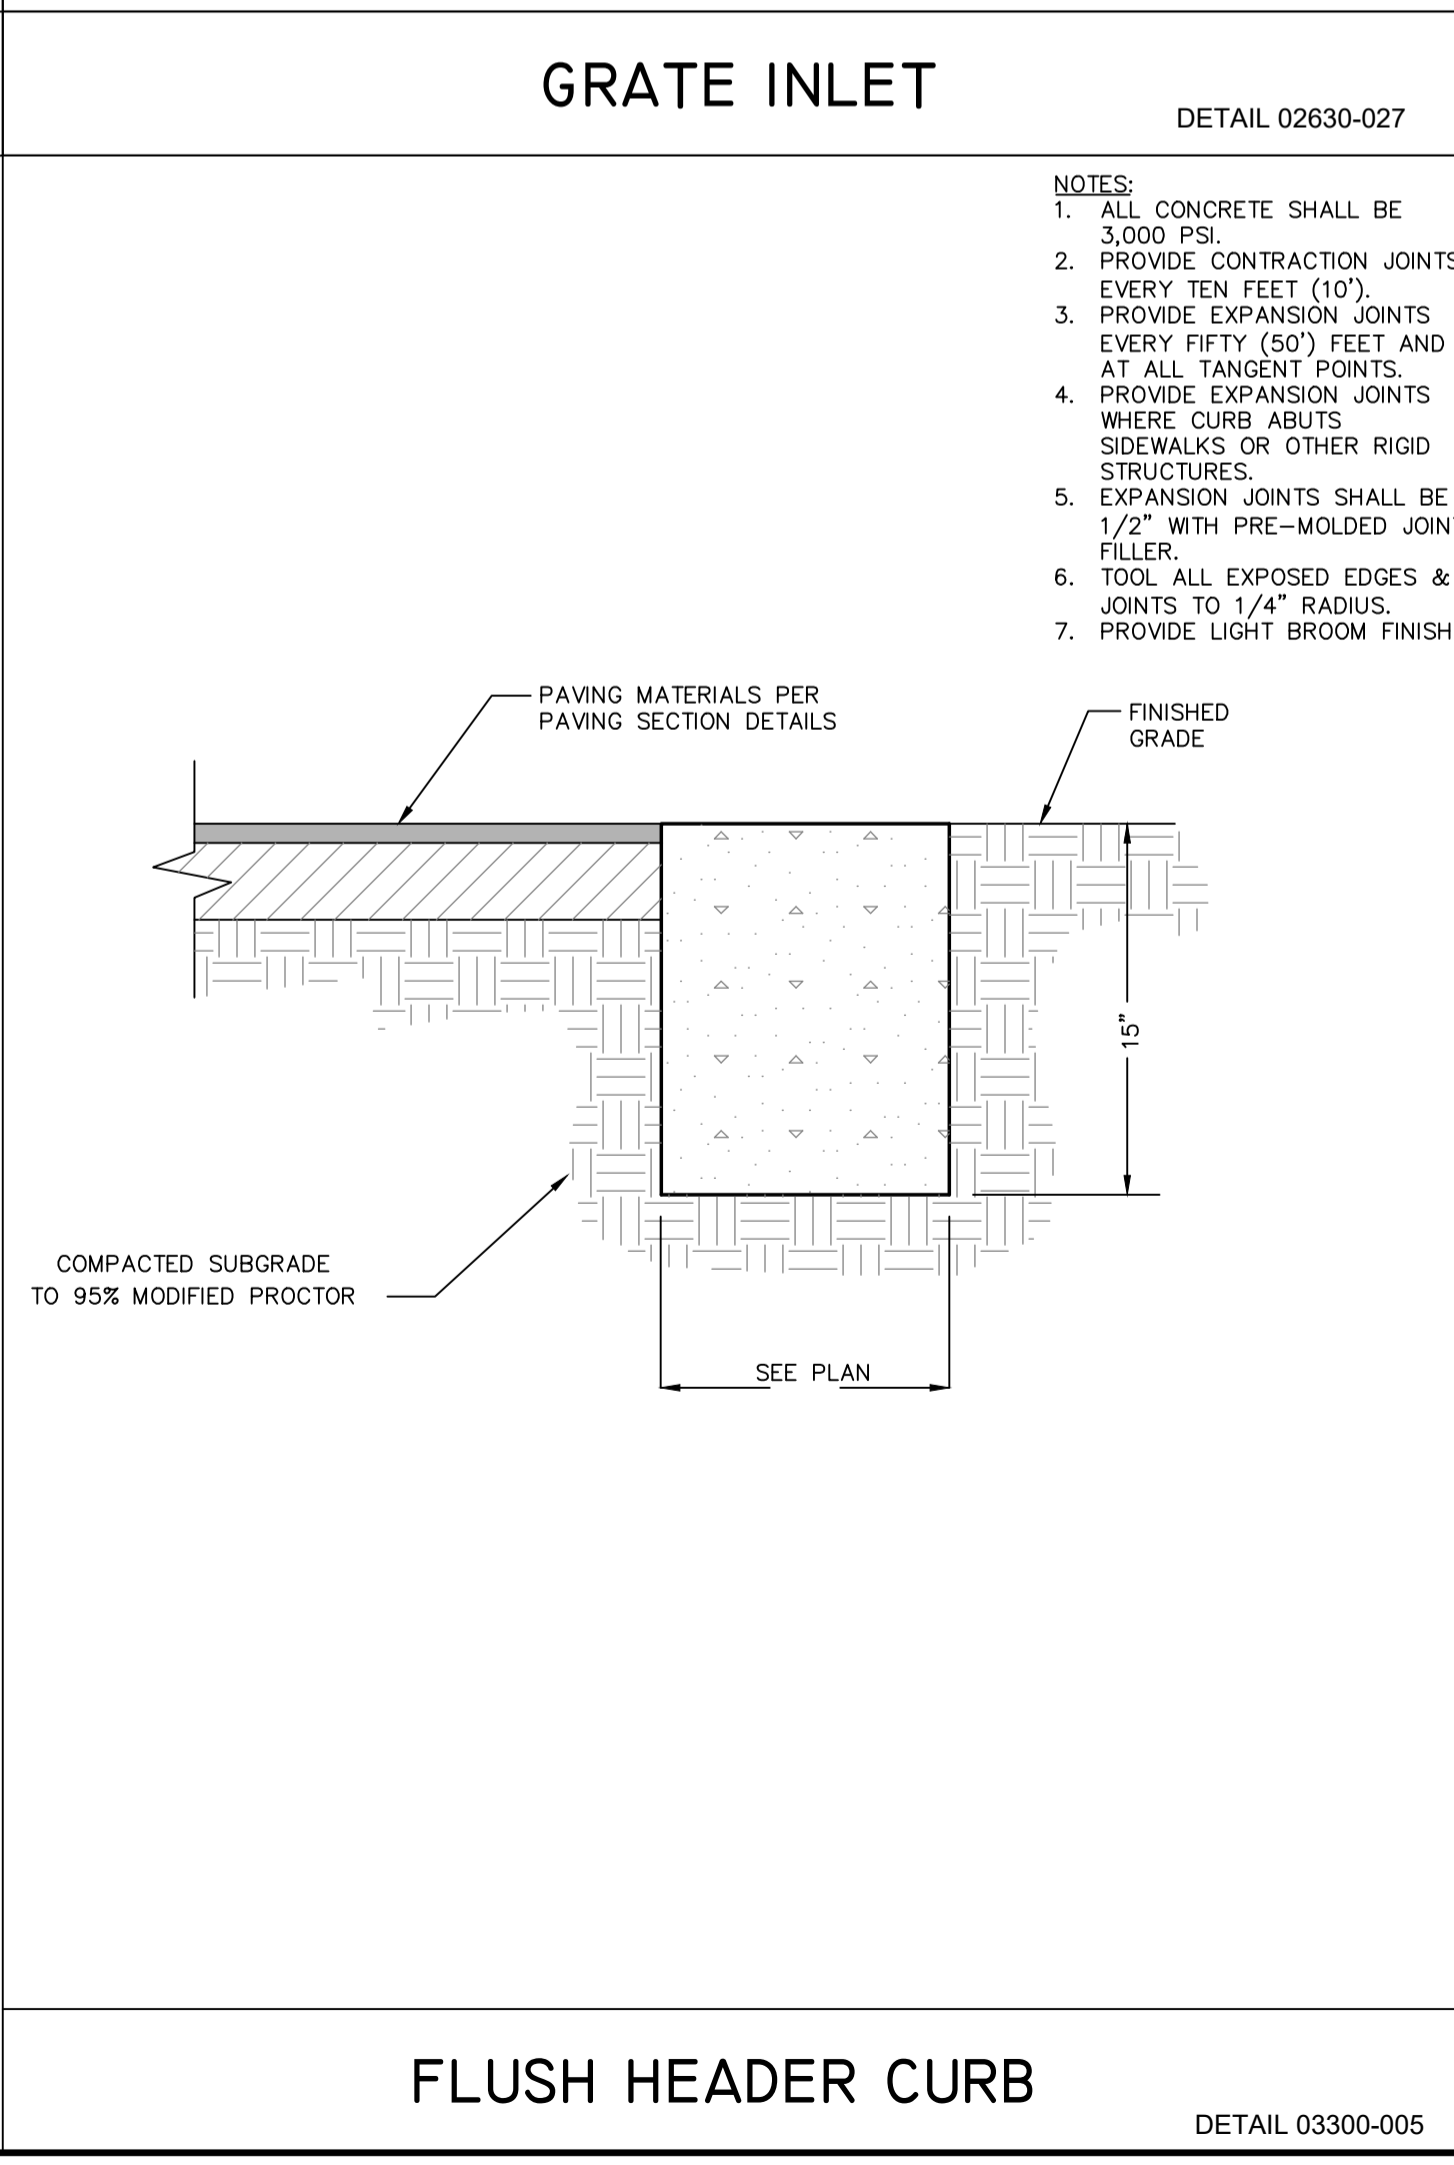 GRATE INLET
DETAIL 02630-027
NOTES:
1. ALL CONCRETE SHALL BE
3,000 PSI.
2. PROVIDE CONTRACTION JOINTS
EVERY TEN FEET (10').
3. PROVIDE EXPANSION JOINTS
EVERY FIFTY (50') FEET AND
AT ALL TANGENT POINTS.
4. PROVIDE EXPANSION JOINTS
WHERE CURB ABUTS
SIDEWALKS OR OTHER RIGID
STRUCTURES.
5. EXPANSION JOINTS SHALL BE
1/2" WITH PRE-MOLDED JOINT
FILLER.
6. TOOL ALL EXPOSED EDGES &
JOINTS TO 1/4" RADIUS.
7. PROVIDE LIGHT BROOM FINISH
PAVING MATERIALS PER
PAVING SECTION DETAILS
FINISHED
GRADE
15"
COMPACTED SUBGRADE
TO 95% MODIFIED PROCTOR
SEE PLAN
FLUSH HEADER CURB
DETAIL 03300-005